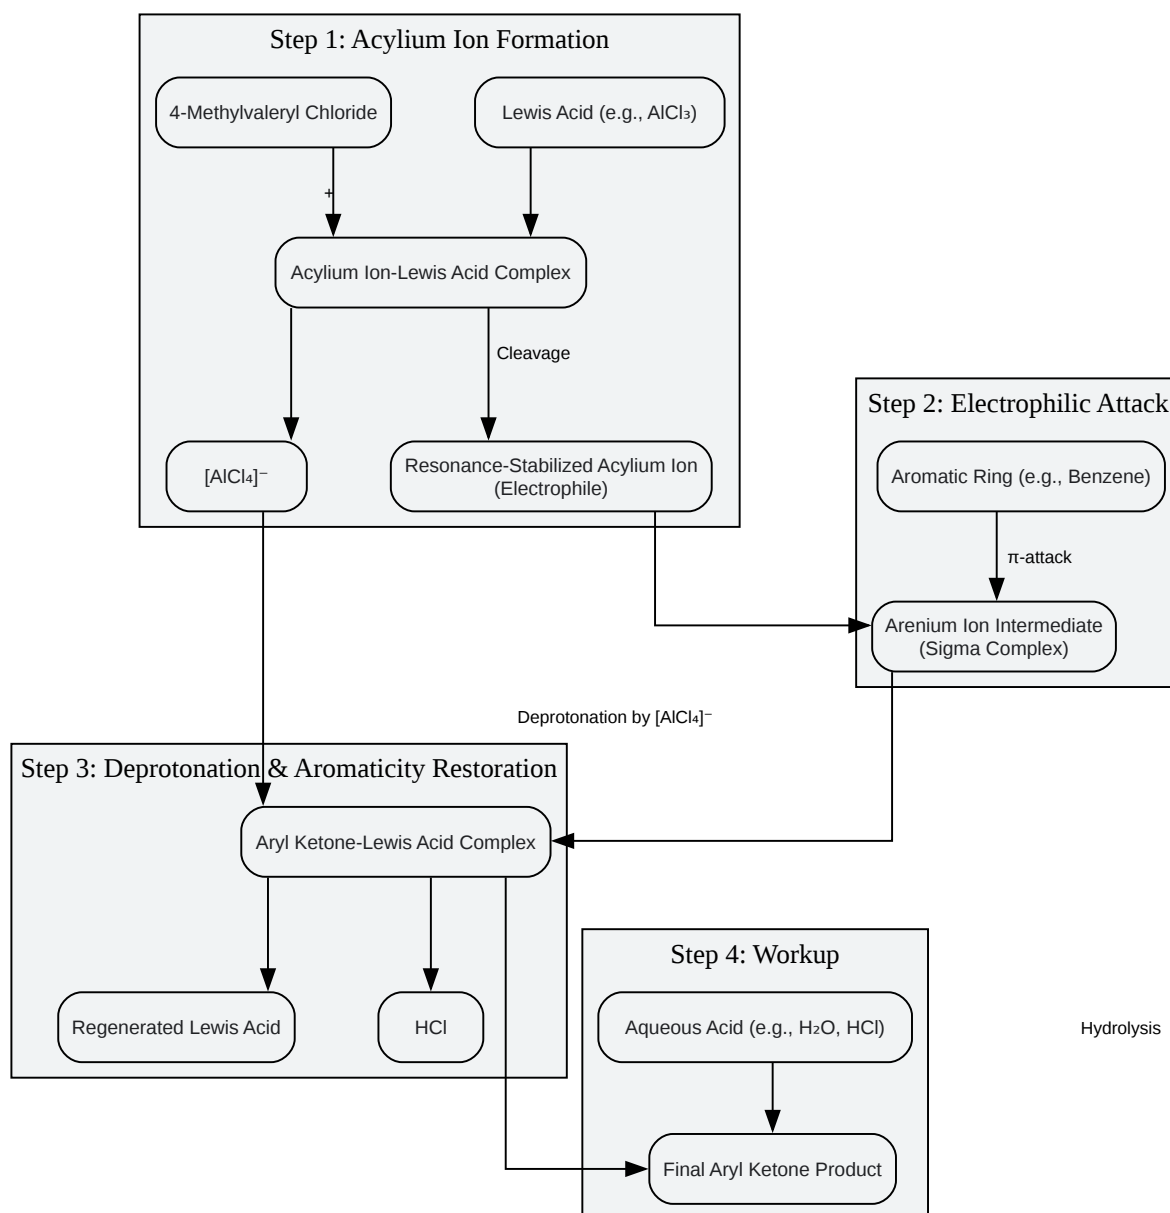 Step 1: Acylium Ion Formation
4-Methylvaleryl Chloride
Lewis Acid (e.g., AlCl₃)
+
Acylium Ion-Lewis Acid Complex
Cleavage
[AlCl₄]⁻
Resonance-Stabilized Acylium Ion
(Electrophile)
Step 2: Electrophilic Attack
Aromatic Ring (e.g., Benzene)
π-attack
Arenium Ion Intermediate
(Sigma Complex)
Deprotonation by [AlCl₄]⁻
Step 3: Deprotonation & Aromaticity Restoration
Aryl Ketone-Lewis Acid Complex
Regenerated Lewis Acid
HCl
Step 4: Workup
Aqueous Acid (e.g., H₂O, HCl)
Hydrolysis
Final Aryl Ketone Product